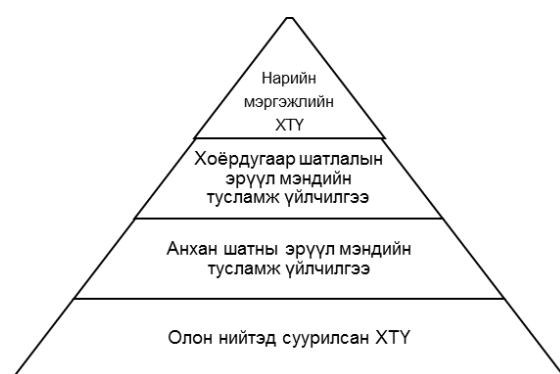 Нарийн
мэргэжлийн
ХТҮ
Хоёрдугаар шатлалын
эрүүл мэндийн
тусламж үйлчилгээ
Анхан шатны эрүүл мэндийн
тусламж үйлчилгээ
Олон нийтэд суурилсан ХТҮ